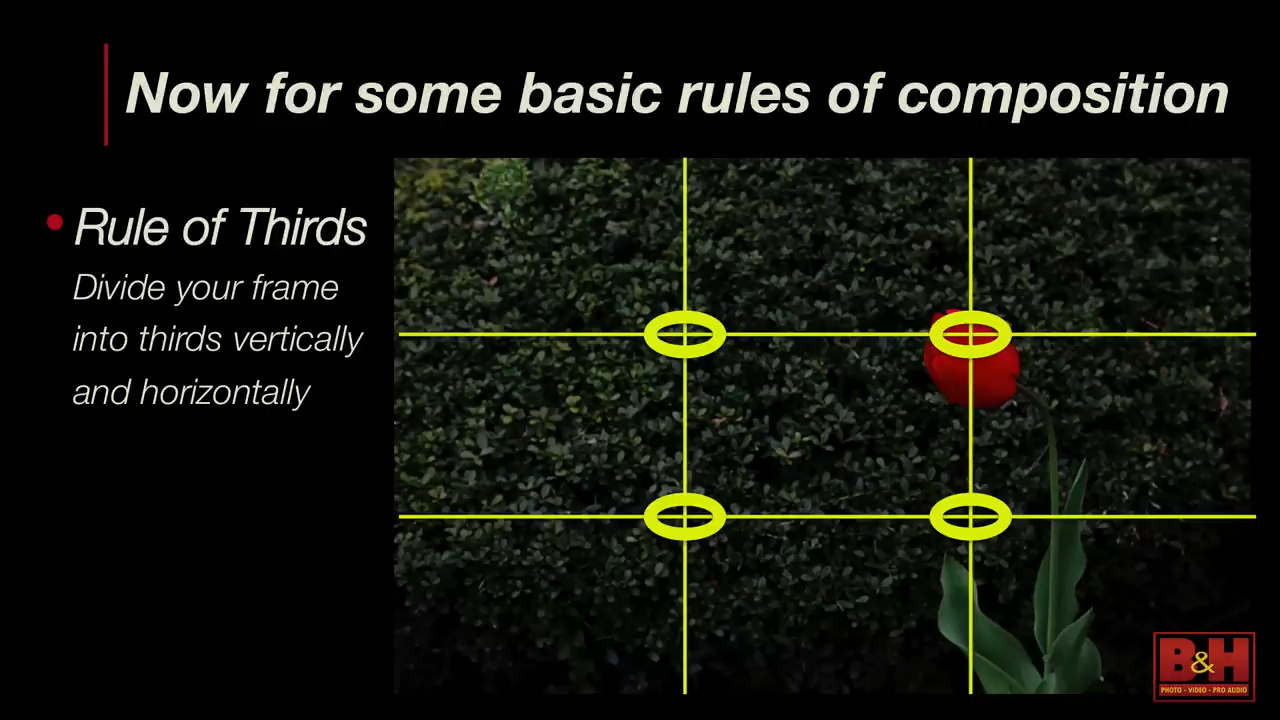 Now for some basic rules of composition
• Rule of Thirds
Divide your frame
into thirds vertically
and horizontally
B&H
PHOTO - VIDEO - PRO AUDIO